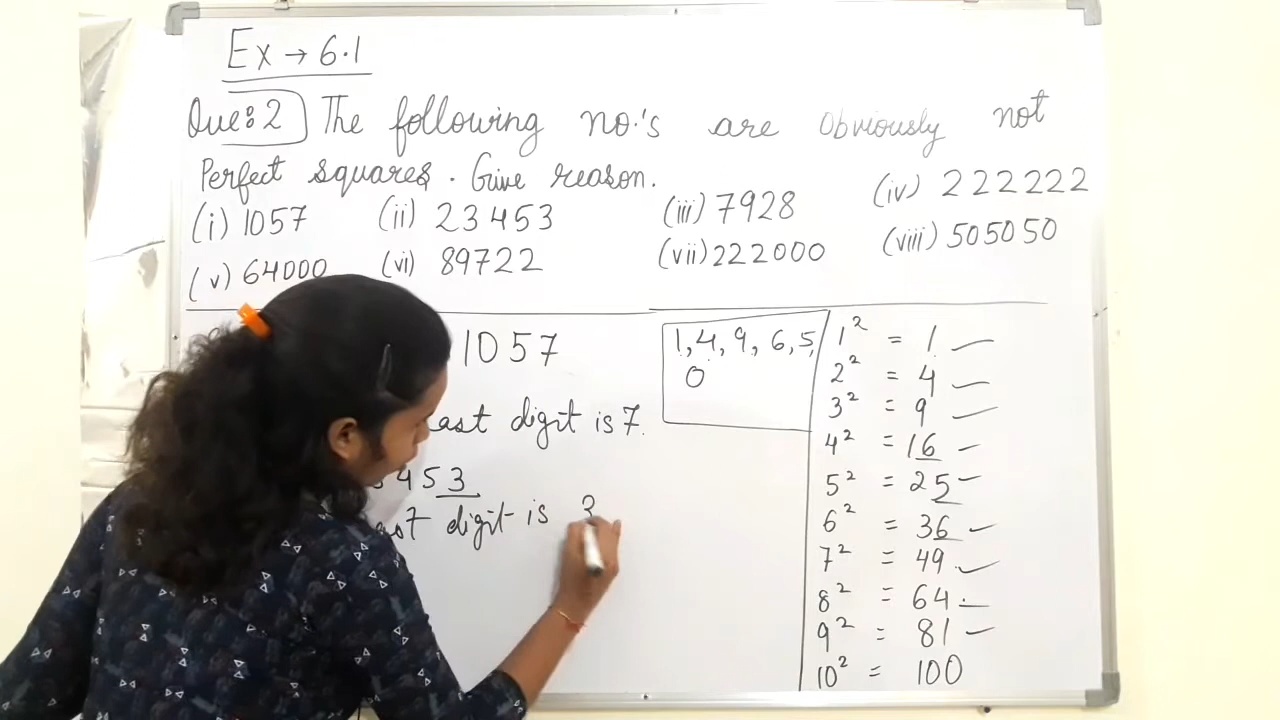 Ex → 6.1
Que:2 The following no.'s are obviously not
Perfect squares. Give reason.
(i) 1057 (ii) 23453 (iii) 7928 (iv) 222222
(v) 64000 (vi) 89722 (vii) 222000 (viii) 505050
1057
ast digit is 7.
453
digit is 3
1, 4, 9, 6, 5,
0
1² = 1
2² = 4
3² = 9
4² = 16
5² = 25
6² = 36
7² = 49
8² = 64
9² = 81
10² = 100